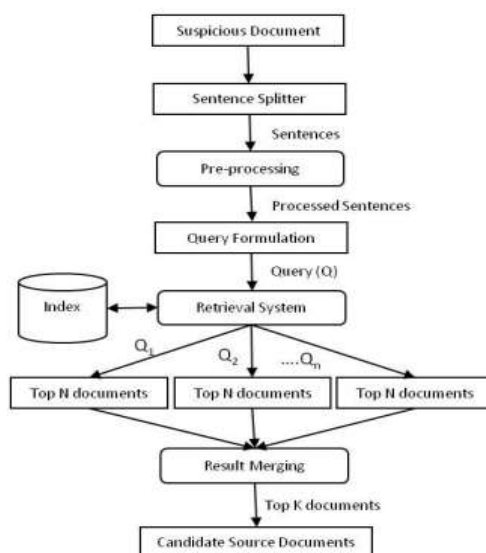 Suspicious Document
Sentence Splitter
Sentences
Pre-processing
Processed Sentences
Query Formulation
Query (Q)
Index
Retrieval System
Q1 Q2 ....Qn
Top N documents Top N documents Top N documents
Result Merging
Top K documents
Candidate Source Documents